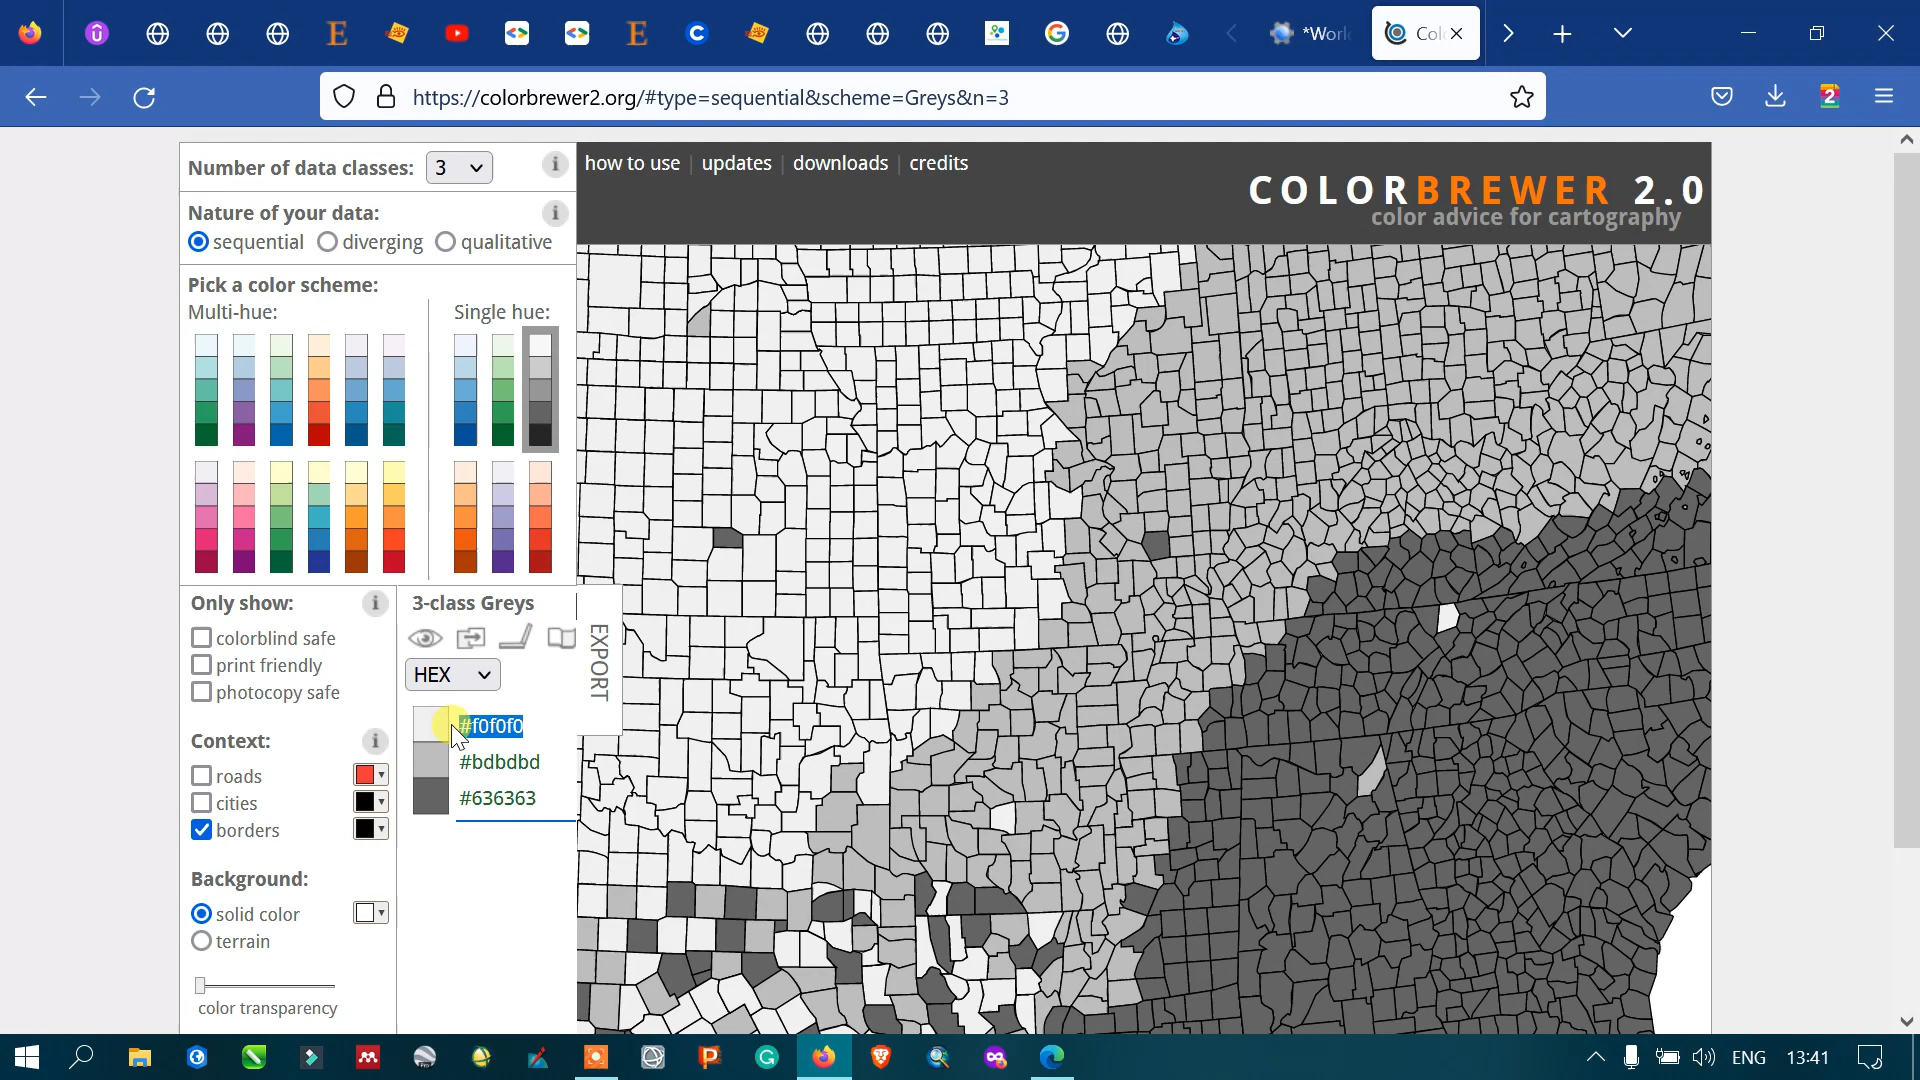 *Worl
Col
https://colorbrewer2.org/#type=sequential&scheme=Greys&n=3
Number of data classes: 3
how to use | updates | downloads | credits
COLORBREWER 2.0
color advice for cartography
Nature of your data:
sequential diverging qualitative
Pick a color scheme:
Multi-hue: Single hue:
Only show:
colorblind safe
print friendly
photocopy safe
Context:
roads
cities
borders
Background:
solid color
terrain
color transparency
3-class Greys
EXPORT
HEX
#f0f0f0
#bdbdbd
#636363
ENG 13:41